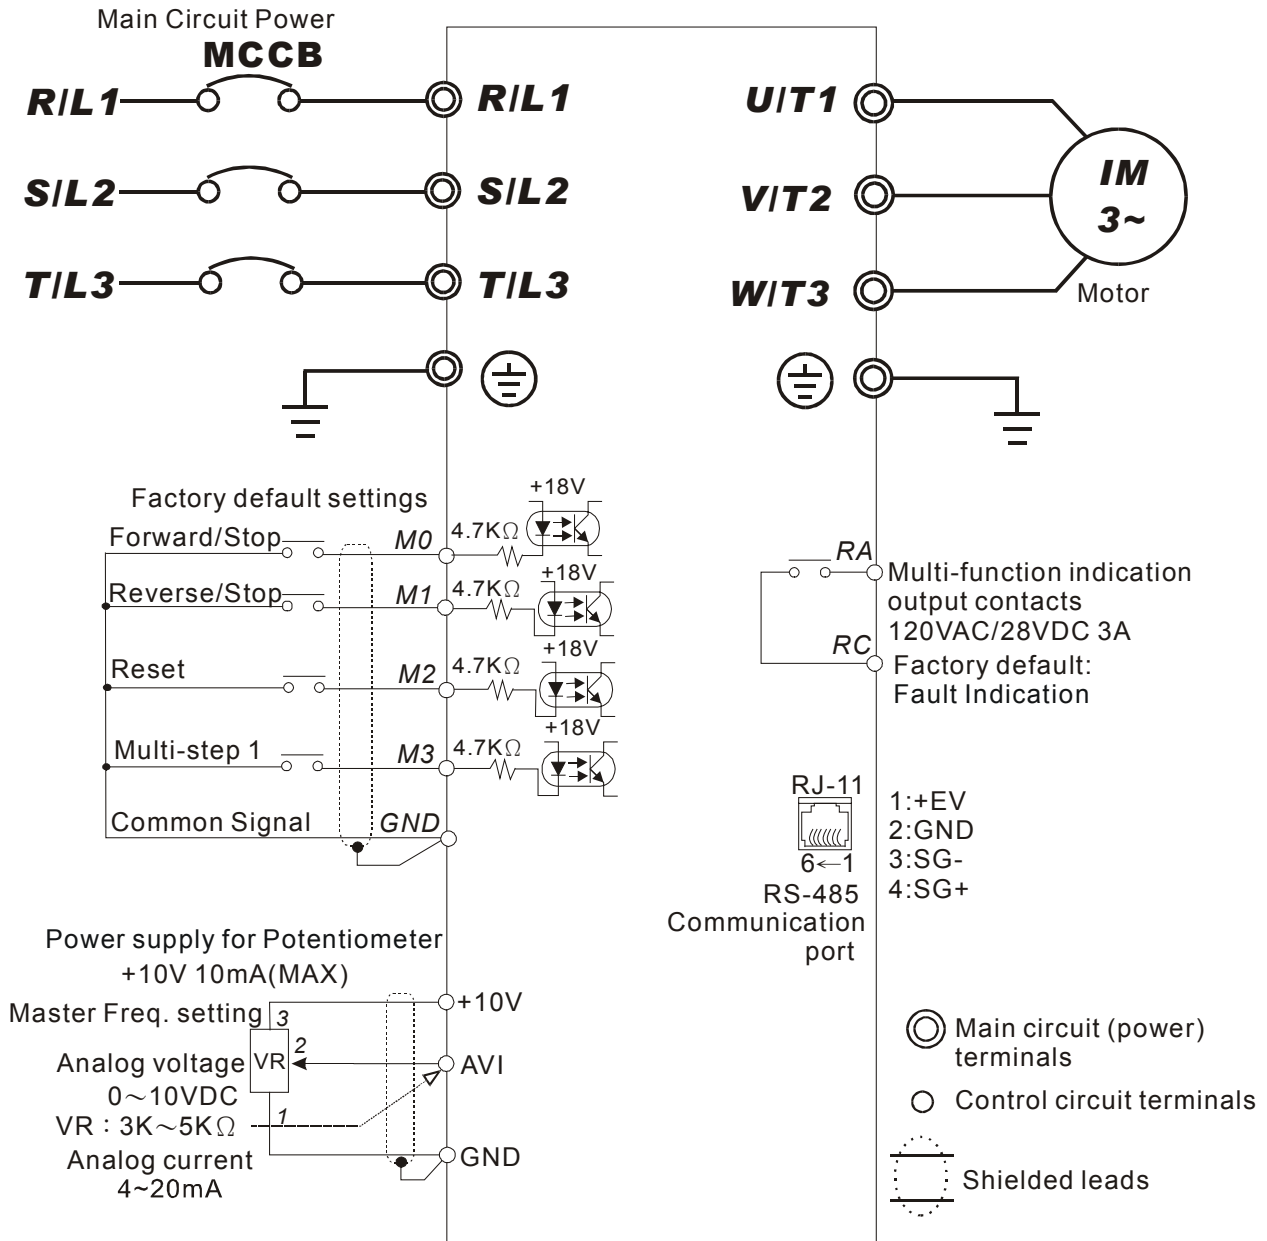 Main Circuit Power
MCCB
R/L1
R/L1
U/T1
S/L2
S/L2
V/T2
IM
3~
T/L3
T/L3
W/T3
Motor
Factory default settings
+18V
Forward/Stop
M0
4.7KΩ
+18V
Reverse/Stop
M1
4.7KΩ
+18V
Reset
M2
4.7KΩ
+18V
Multi-step 1
M3
4.7KΩ
Common Signal
GND
RA
Multi-function indication
output contacts
120VAC/28VDC 3A
RC
Factory default:
Fault Indication
RJ-11
6←1
RS-485
Communication
port
1:+EV
2:GND
3:SG-
4:SG+
Power supply for Potentiometer
+10V 10mA(MAX)
Master Freq. setting
3
+10V
2
Analog voltage
VR
AVI
0～10VDC
1
VR：3K～5KΩ
Analog current
4~20mA
GND
Main circuit (power)
terminals
Control circuit terminals
Shielded leads